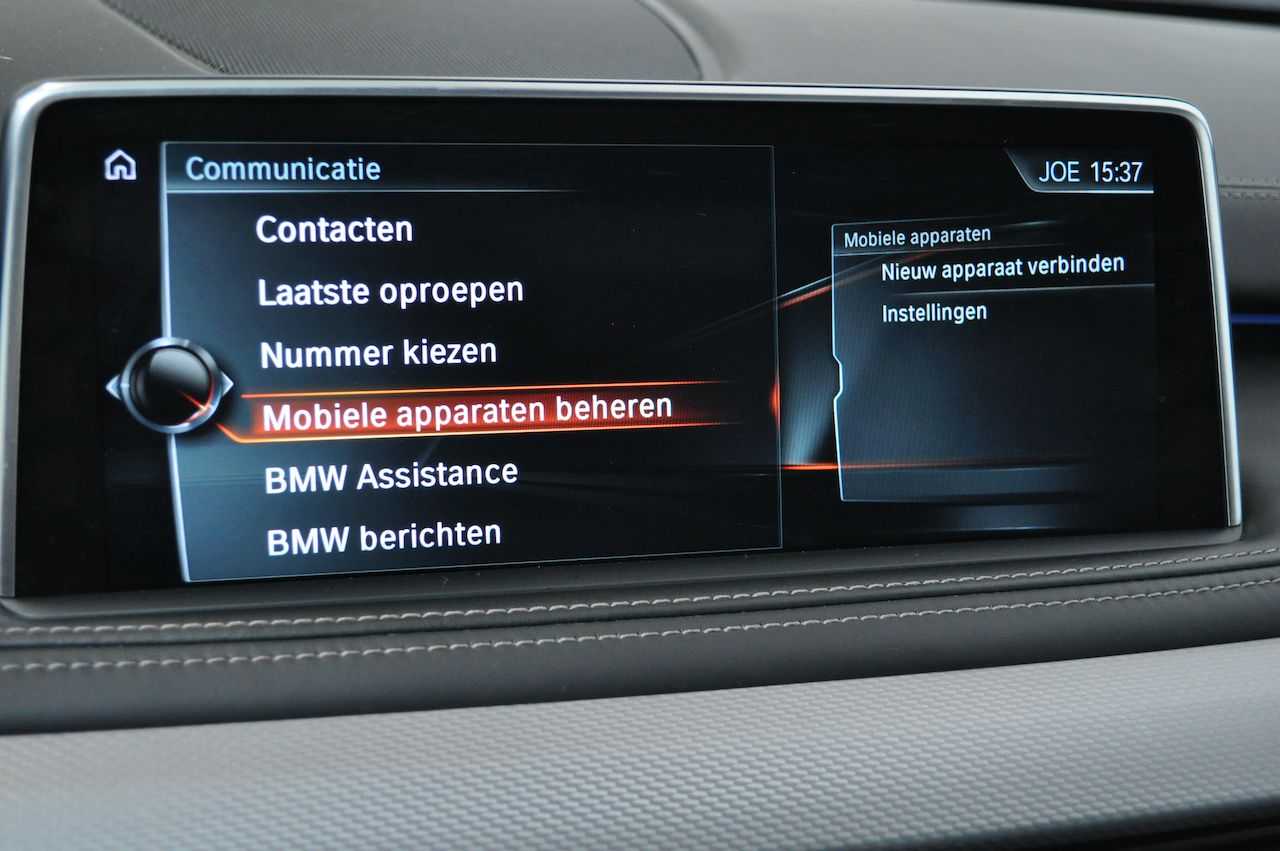 Communicatie
Contacten
Laatste oproepen
Nummer kiezen
Mobiele apparaten beheren
BMW Assistance
BMW berichten
JOE 15:37
Mobiele apparaten
Nieuw apparaat verbinden
Instellingen